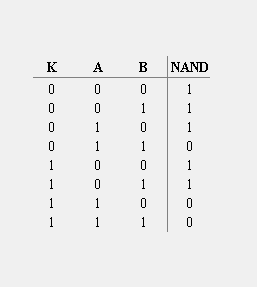 K A B NAND
0 0 0 1
0 0 1 1
0 1 0 1
0 1 1 0
1 0 0 1
1 0 1 1
1 1 0 0
1 1 1 0